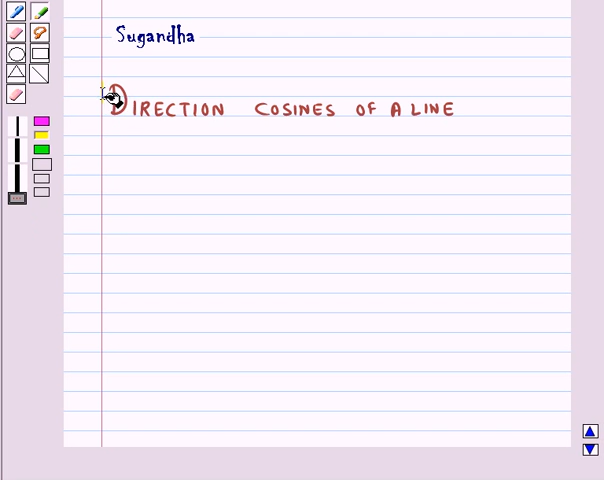 Sugandha
DIRECTION COSINES OF A LINE